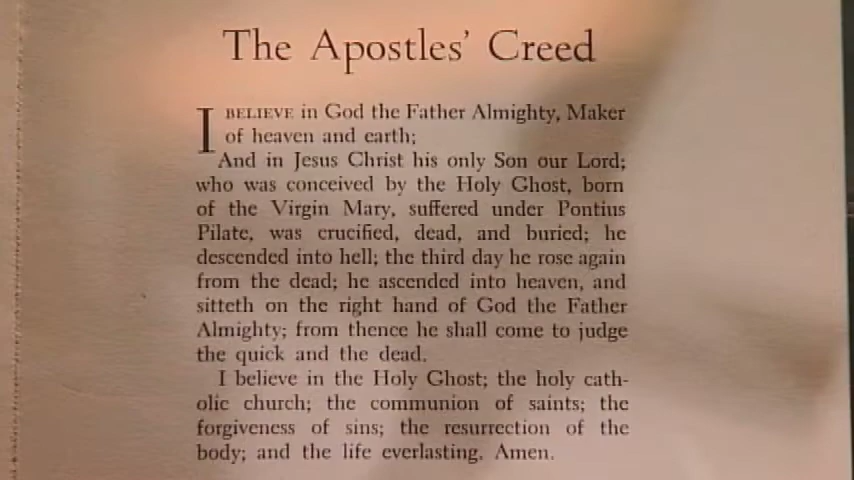 The Apostles' Creed
I BELIEVE in God the Father Almighty, Maker
of heaven and earth;
And in Jesus Christ his only Son our Lord;
who was conceived by the Holy Ghost, born
of the Virgin Mary, suffered under Pontius
Pilate, was crucified, dead, and buried; he
descended into hell; the third day he rose again
from the dead; he ascended into heaven, and
sitteth on the right hand of God the Father
Almighty; from thence he shall come to judge
the quick and the dead.
I believe in the Holy Ghost; the holy cath-
olic church; the communion of saints; the
forgiveness of sins; the resurrection of the
body; and the life everlasting. Amen.